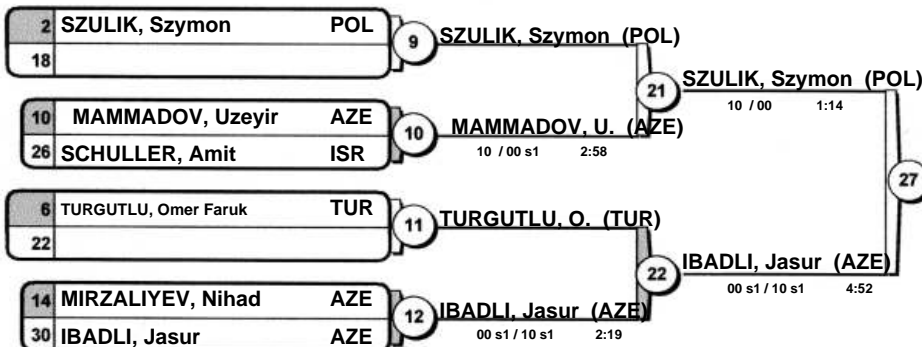 2 SZULIK, Symon POL
18
9
SZULIK, Szymon (POL)
10 MAMMADOV, Uzeyir AZE
26 SCHULLER, Amit ISR
10
MAMMADOV, U. (AZE)
10 / 00 s1 2:58
21
SZULIK, Szymon (POL)
10 / 00 1:14
6 TURGUTLU, Omer Faruk TUR
22
11
TURGUTLU, O. (TUR)
14 MIRZALIYEV, Nihad AZE
30 IBADLI, Jasur AZE
12
IBADLI, Jasur (AZE)
00 s1 / 10 s1 2:19
22
IBADLI, Jasur (AZE)
00 s1 / 10 s1 4:52
27